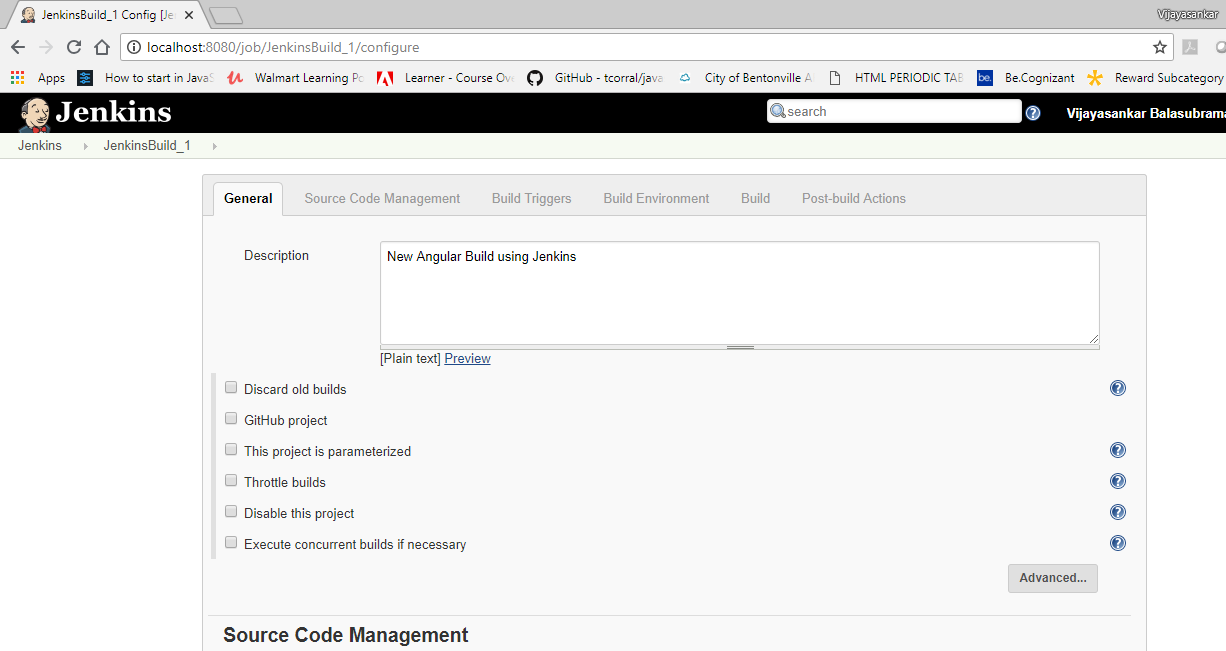 JenkinsBuild_1 Config [Je
Vijayasankar
localhost:8080/job/JenkinsBuild_1/configure
Apps How to start in JavaS Walmart Learning Po Learner - Course Ov GitHub - tcorral/java City of Bentonville A HTML PERIODIC TAB be. Be.Cognizant Reward Subcategory
Jenkins search ? Vijayasankar Balasubrama
Jenkins JenkinsBuild_1
General Source Code Management Build Triggers Build Environment Build Post-build Actions
Description New Angular Build using Jenkins
[Plain text] Preview
Discard old builds ?
GitHub project
This project is parameterized ?
Throttle builds ?
Disable this project ?
Execute concurrent builds if necessary ?
Advanced...
Source Code Management